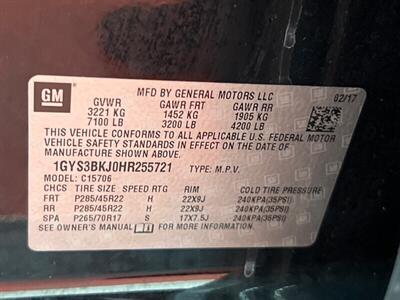 GM
MFD BY GENERAL MOTORS LLC
02/17
GVWR GAWR FRT GAWR RR
3221 KG 1452 KG 1905 KG
7100 LB 3200 LB 4200 LB
THIS VEHICLE CONFORMS TO ALL APPLICABLE U.S. FEDERAL MOTOR
VEHICLE SAFETY STANDARDS IN EFFECT ON THE DATE OF
MANUFACTURE SHOWN ABOVE.
1GYS3BKJ0HR255721 TYPE: M.P.V.
C15706
CHCS TIRE SIZE SPEED RTG RIM COLD TIRE PRESSURE
FRT P285/45R22 H 22X9J 240KPA(35PSI)
RR P285/45R22 H 22X9J 240KPA(35PSI)
SPA P265/70R17 S 17X7.5J 240KPA(35PSI)
SEE OWNER'S MANUAL FOR MORE INFORMATION.